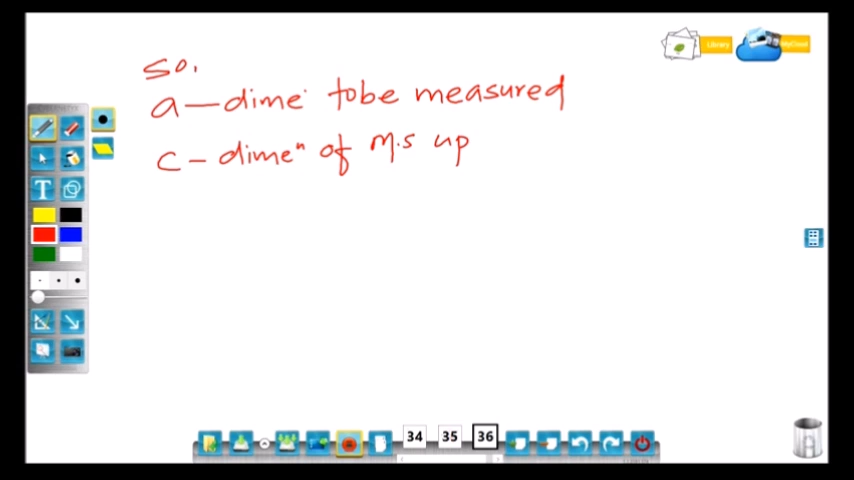 so.
a — dime· tobe measured
c – dimeⁿ of M.S up
Library
MyCloud
34 35 36